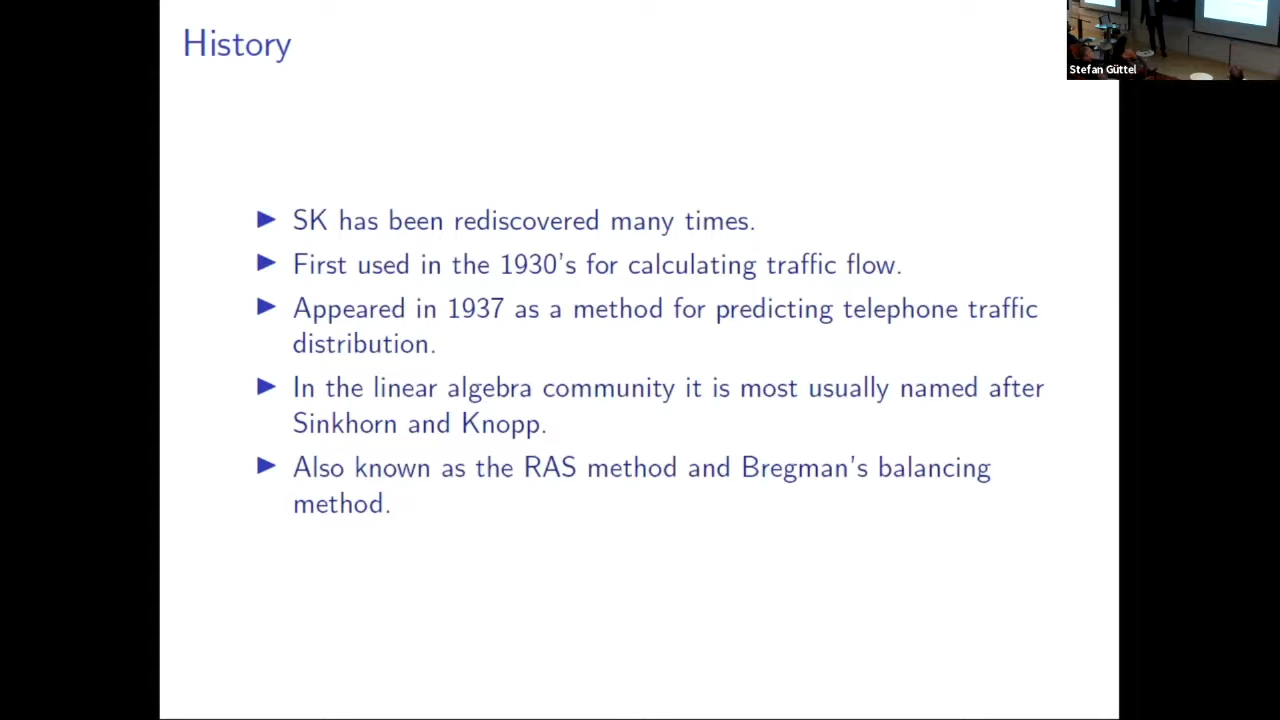 History
Stefan Güttel
▶ SK has been rediscovered many times.
▶ First used in the 1930's for calculating traffic flow.
▶ Appeared in 1937 as a method for predicting telephone traffic
distribution.
▶ In the linear algebra community it is most usually named after
Sinkhorn and Knopp.
▶ Also known as the RAS method and Bregman's balancing
method.